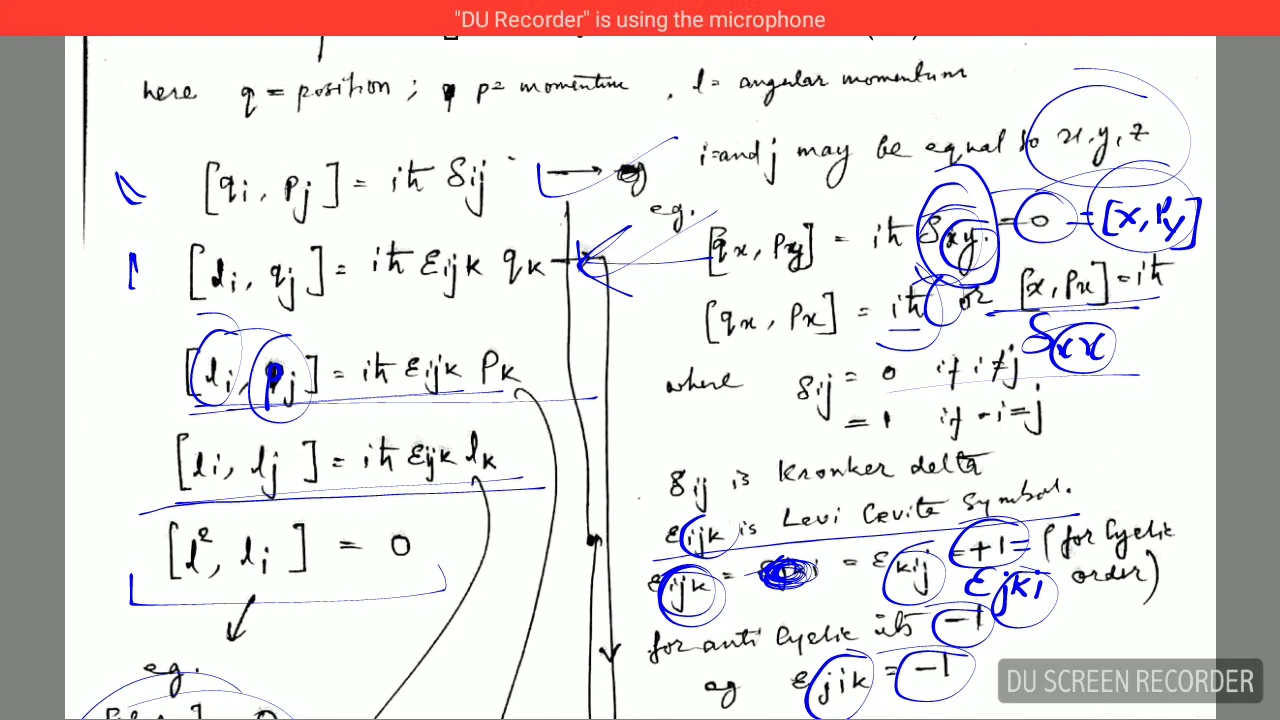 "DU Recorder" is using the microphone
here q = position ; p = momentum , l = angular momentum
i and j may be equal to x, y, z
[qi, pj] = iħ δij →
eg.
[qx, Pxy] = iħ δxy = 0 = [x, Py]
[li, qj] = iħ εijk qk →
[qx, Px] = iħ or [x, Px] = iħ
δxx
[li, pj] = iħ εijk Pk
where δij = 0 if i ≠ j
= 1 if i = j
[li, lj] = iħ εijk lk
δij is Kronker delta
εijk is Levi Cevite Symbol.
[l², li] = 0
εijk = = εkij = +1 = (for Cyclic order)
εjki
for anti Cyclic its -1
eg εjik = -1
eg.
DU SCREEN RECORDER